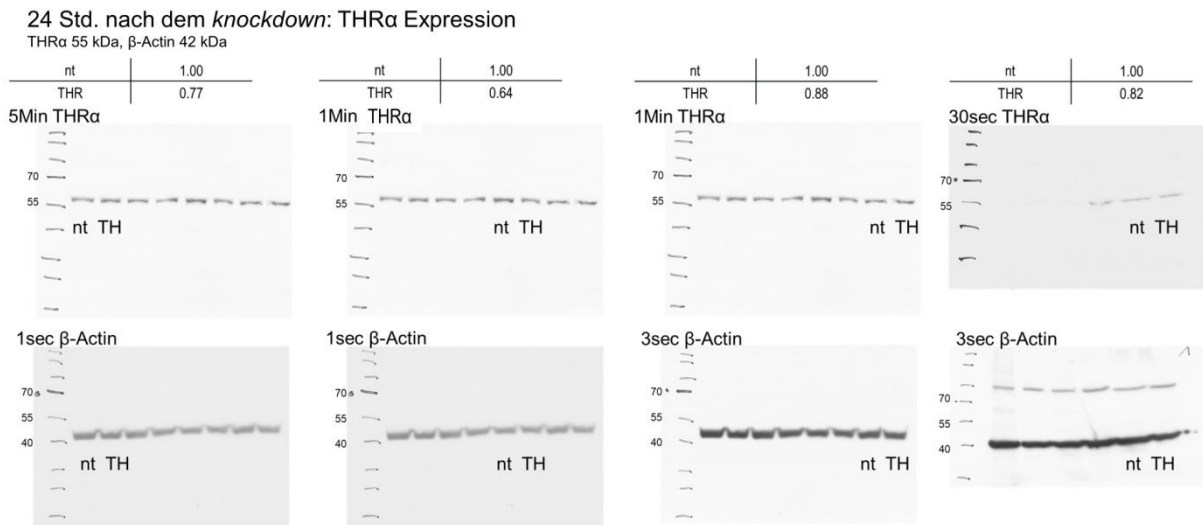 24 Std. nach dem knockdown: THRα Expression
THRα 55 kDa, β-Actin 42 kDa
nt 1.00
THR 0.77
nt 1.00
THR 0.64
nt 1.00
THR 0.88
nt 1.00
THR 0.82
5Min THRα
70
55
nt TH
1Min THRα
70
55
nt TH
1Min THRα
70
55
nt TH
30sec THRα
70
55
nt TH
1sec β-Actin
70
55
40
nt TH
1sec β-Actin
70
55
40
nt TH
3sec β-Actin
70
55
40
nt TH
3sec β-Actin
70
55
40
nt TH